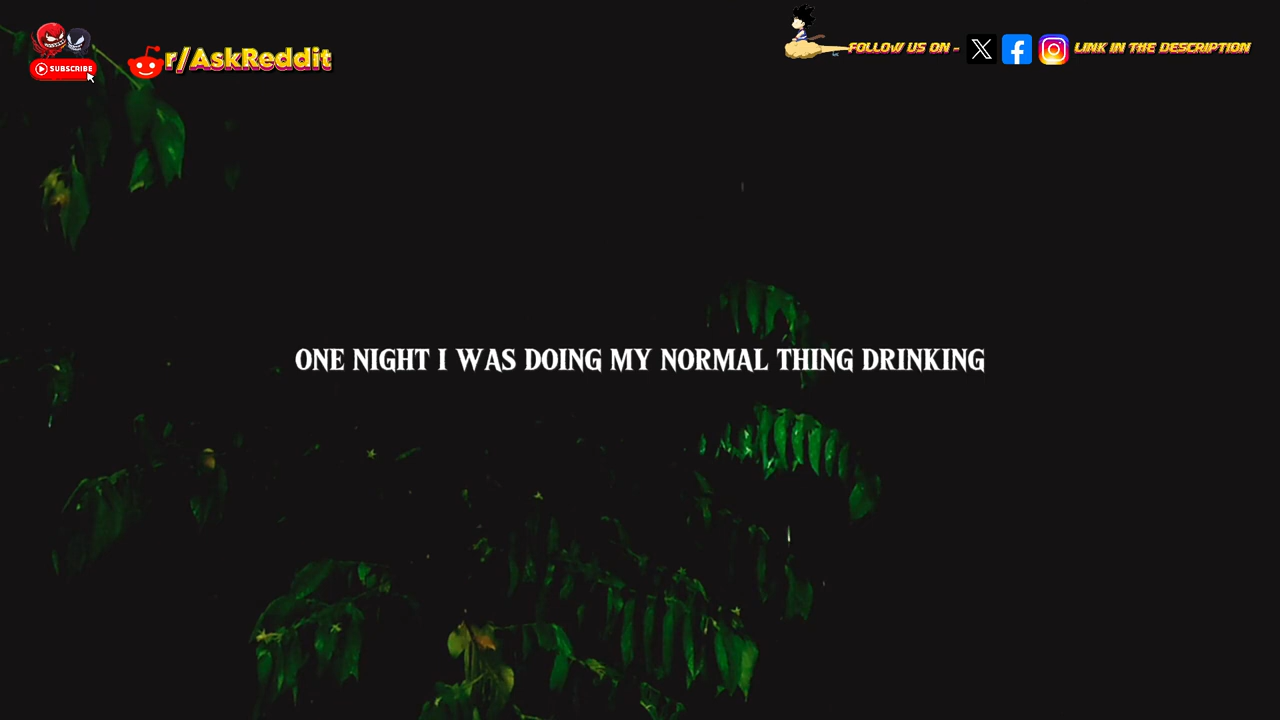 SUBSCRIBE
r/AskReddit
FOLLOW US ON -
LINK IN THE DESCRIPTION
ONE NIGHT I WAS DOING MY NORMAL THING DRINKING